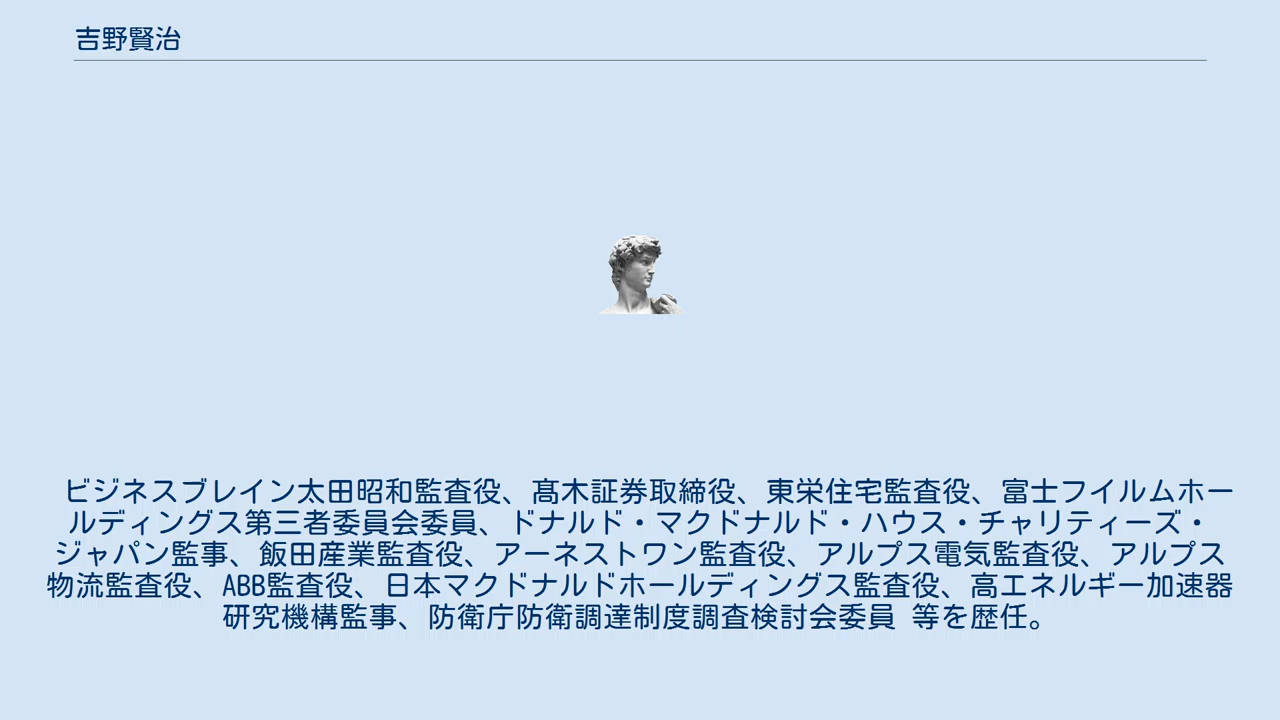 吉野賢治
ビジネスブレイン太田昭和監査役、髙木証券取締役、東栄住宅監査役、富士フイルムホー
ルディングス第三者委員会委員、ドナルド・マクドナルド・ハウス・チャリティーズ・
ジャパン監事、飯田産業監査役、アーネストワン監査役、アルプス電気監査役、アルプス
物流監査役、ABB監査役、日本マクドナルドホールディングス監査役、高エネルギー加速器
研究機構監事、防衛庁防衛調達制度調査検討会委員 等を歴任。